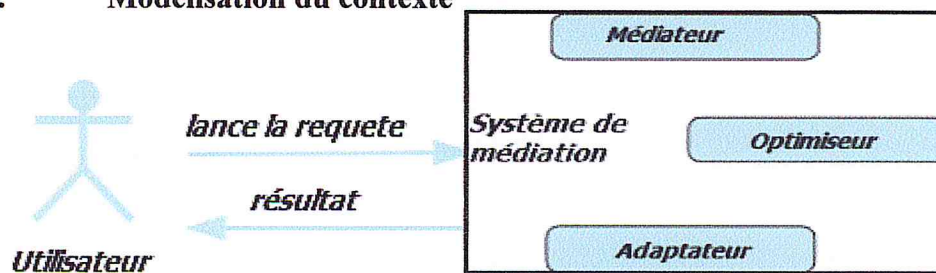 Modélisation du contexte
Médiateur
lance la requete
Système de
médiation
Optimiseur
résultat
Adaptateur
Utilisateur